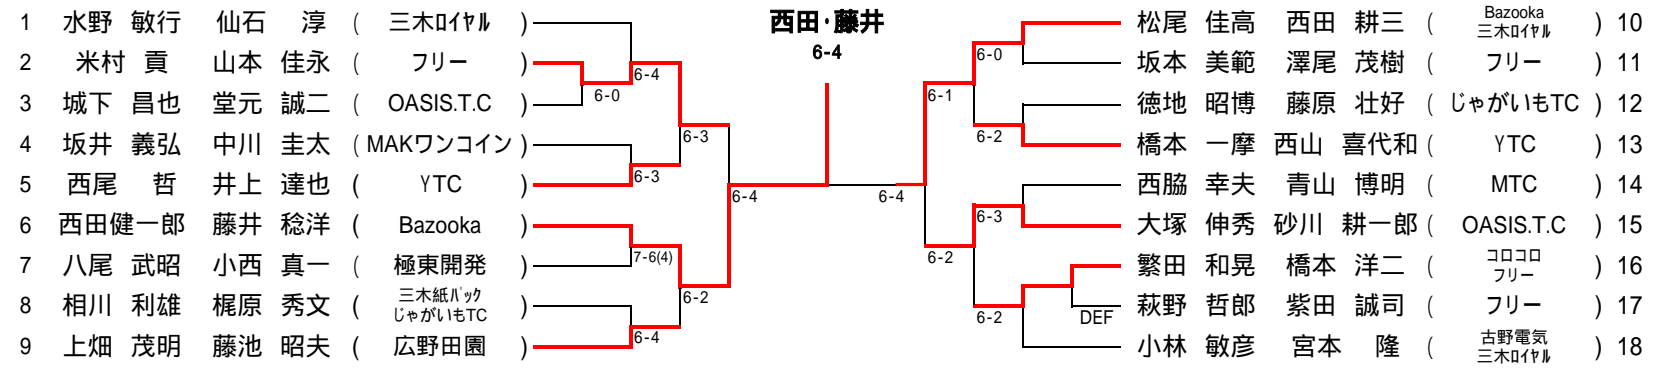 西田・藤井
6-4
1 水野 敏行 仙石 淳 ( 三木ﾛｲﾔﾙ )
2 米村 貢 山本 佳永 ( フリー )
3 城下 昌也 堂元 誠二 ( OASIS.T.C )
4 坂井 義弘 中川 圭太 ( MAKワンコイン )
5 西尾 哲 井上 達也 ( YTC )
6 西田健一郎 藤井 稔洋 ( Bazooka )
7 八尾 武昭 小西 真一 ( 極東開発 )
8 相川 利雄 梶原 秀文 ( 三木紙ﾊﾟｯｸ
じゃがいもTC )
9 上畑 茂明 藤池 昭夫 ( 広野田園 )
6-4
6-0
6-3
6-3
6-4
7-6(4)
6-2
6-4
6-0
6-1
6-2
6-4
6-3
6-2
6-2
DEF
松尾 佳高 西田 耕三 ( Bazooka
三木ﾛｲﾔﾙ ) 10
坂本 美範 澤尾 茂樹 ( フリー ) 11
徳地 昭博 藤原 壮好 ( じゃがいもTC ) 12
橋本 一摩 西山 喜代和 ( YTC ) 13
西脇 幸夫 青山 博明 ( MTC ) 14
大塚 伸秀 砂川 耕一郎 ( OASIS.T.C ) 15
繁田 和晃 橋本 洋二 ( コロコロ
フリー ) 16
萩野 哲郎 紫田 誠司 ( フリー ) 17
小林 敏彦 宮本 隆 ( 古野電気
三木ﾛｲﾔﾙ ) 18